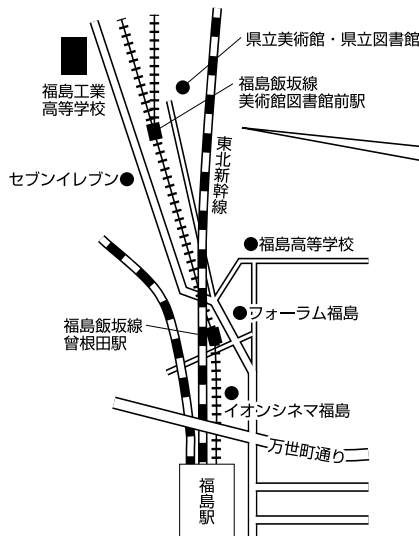 県立美術館・県立図書館
福島工業
高等学校
福島飯坂線
美術館図書館前駅
東北新幹線
セブンイレブン
福島高等学校
フォーラム福島
福島飯坂線
曾根田駅
イオンシネマ福島
万世町通り
福島駅